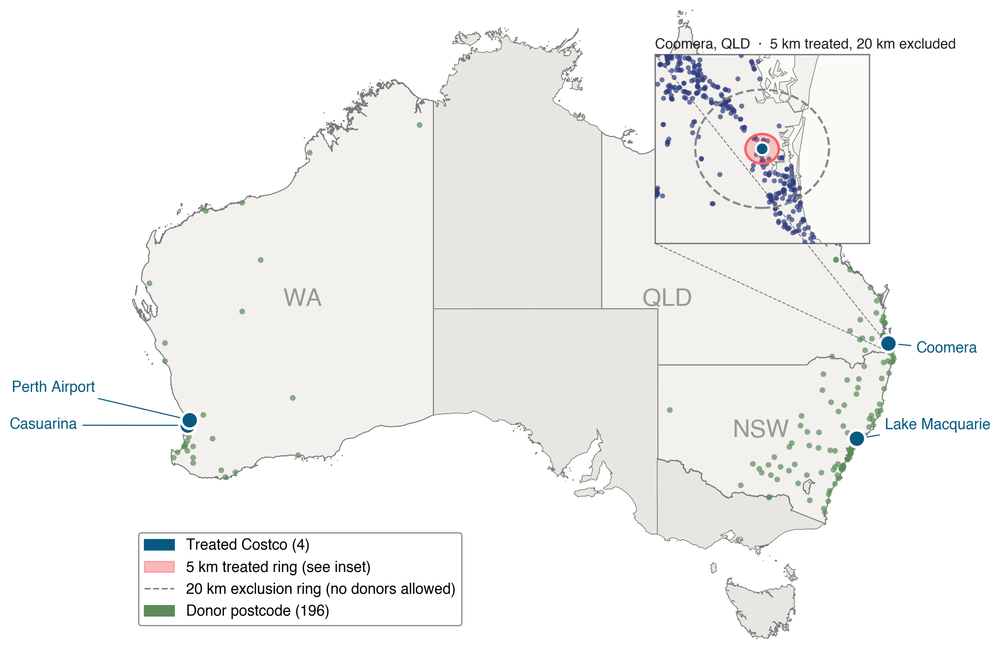 Coomera, QLD · 5 km treated, 20 km excluded
WA
QLD
Coomera
Perth Airport
Casuarina
NSW
Lake Macquarie
Treated Costco (4)
5 km treated ring (see inset)
20 km exclusion ring (no donors allowed)
Donor postcode (196)